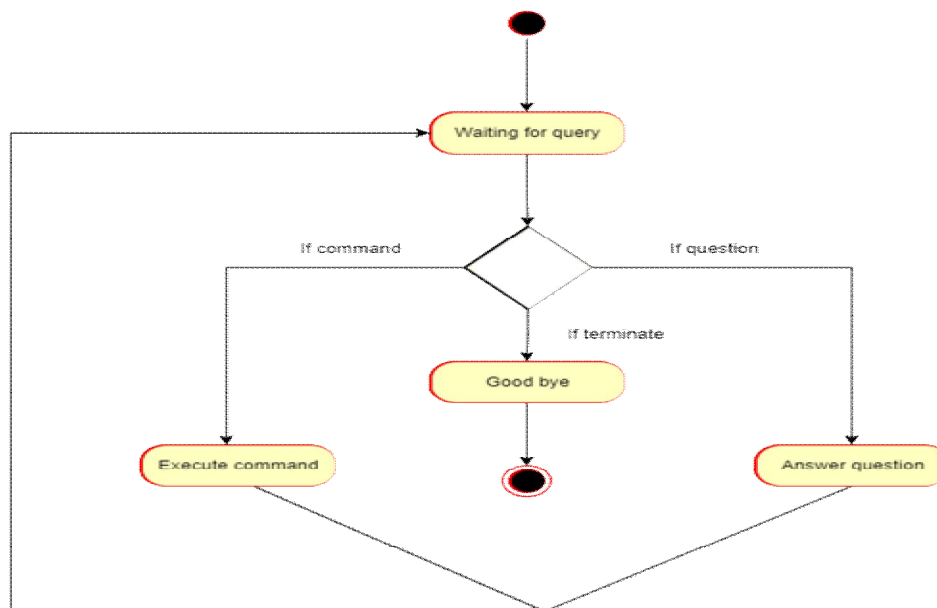 Waiting for query
If command
If question
If terminate
Good bye
Execute command
Answer question